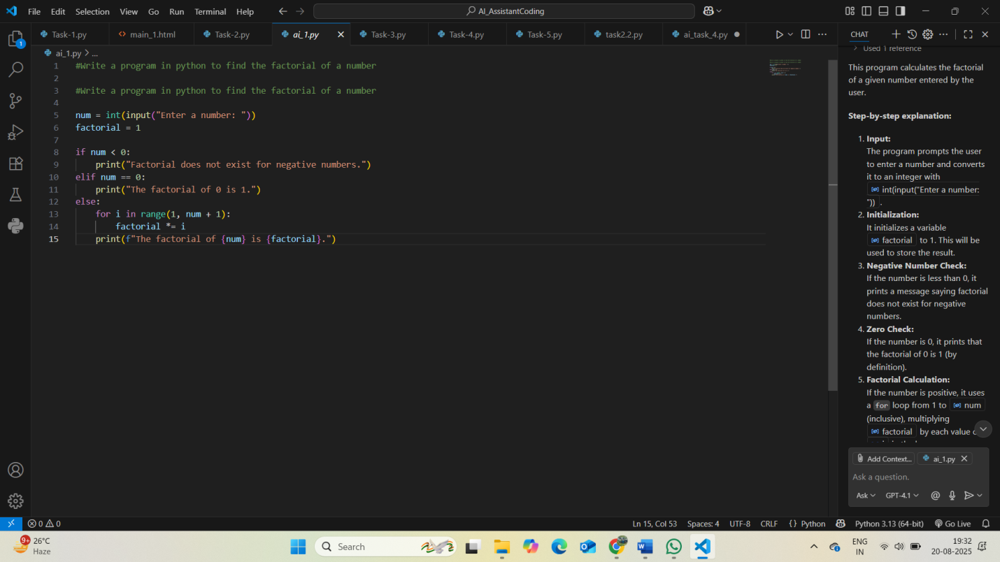 File Edit Selection View Go Run Terminal Help
AI_AssistantCoding
Task-1.py main_1.html Task-2.py ai_1.py Task-3.py Task-4.py Task-5.py task2.2.py ai_task_4.py
ai_1.py > ...
1 #Write a program in python to find the factorial of a number
2
3 #Write a program in python to find the factorial of a number
4
5 num = int(input("Enter a number: "))
6 factorial = 1
7
8 if num < 0:
9     print("Factorial does not exist for negative numbers.")
10 elif num == 0:
11     print("The factorial of 0 is 1.")
12 else:
13     for i in range(1, num + 1):
14         factorial *= i
15     print(f"The factorial of {num} is {factorial}.")
CHAT
Used 1 reference
This program calculates the factorial
of a given number entered by the
user.
Step-by-step explanation:
1. Input:
The program prompts the user
to enter a number and converts
it to an integer with
int(input("Enter a number:
")) .
2. Initialization:
It initializes a variable
factorial to 1. This will be
used to store the result.
3. Negative Number Check:
If the number is less than 0, it
prints a message saying factorial
does not exist for negative
numbers.
4. Zero Check:
If the number is 0, it prints that
the factorial of 0 is 1 (by
definition).
5. Factorial Calculation:
If the number is positive, it uses
a for loop from 1 to num
(inclusive), multiplying
factorial by each value
Add Context... ai_1.py
Ask a question.
Ask GPT-4.1
1
0 0
Ln 15, Col 53 Spaces: 4 UTF-8 CRLF {} Python Python 3.13 (64-bit) Go Live
9+
26°C
Haze
Search
ENG
IN
19:32
20-08-2025